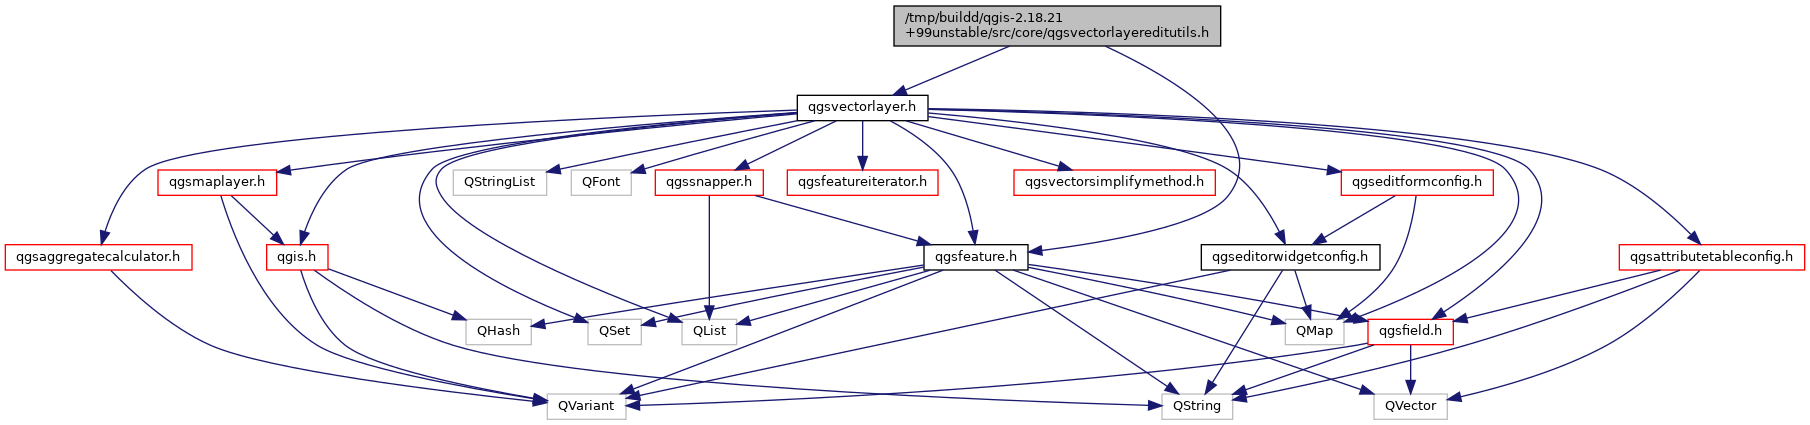 /tmp/buildd/qgis-2.18.21
+99unstable/src/core/qgsvectorlayereditutils.h
qgsvectorlayer.h
qgsmaplayer.h
QStringList
QFont
qgssnapper.h
qgsfeatureiterator.h
qgsvectorsimplifymethod.h
qgseditformconfig.h
qgsaggregatecalculator.h
qgis.h
qgsfeature.h
qgseditorwidgetconfig.h
qgsattributetableconfig.h
QHash
QSet
QList
QMap
qgsfield.h
QVariant
QString
QVector